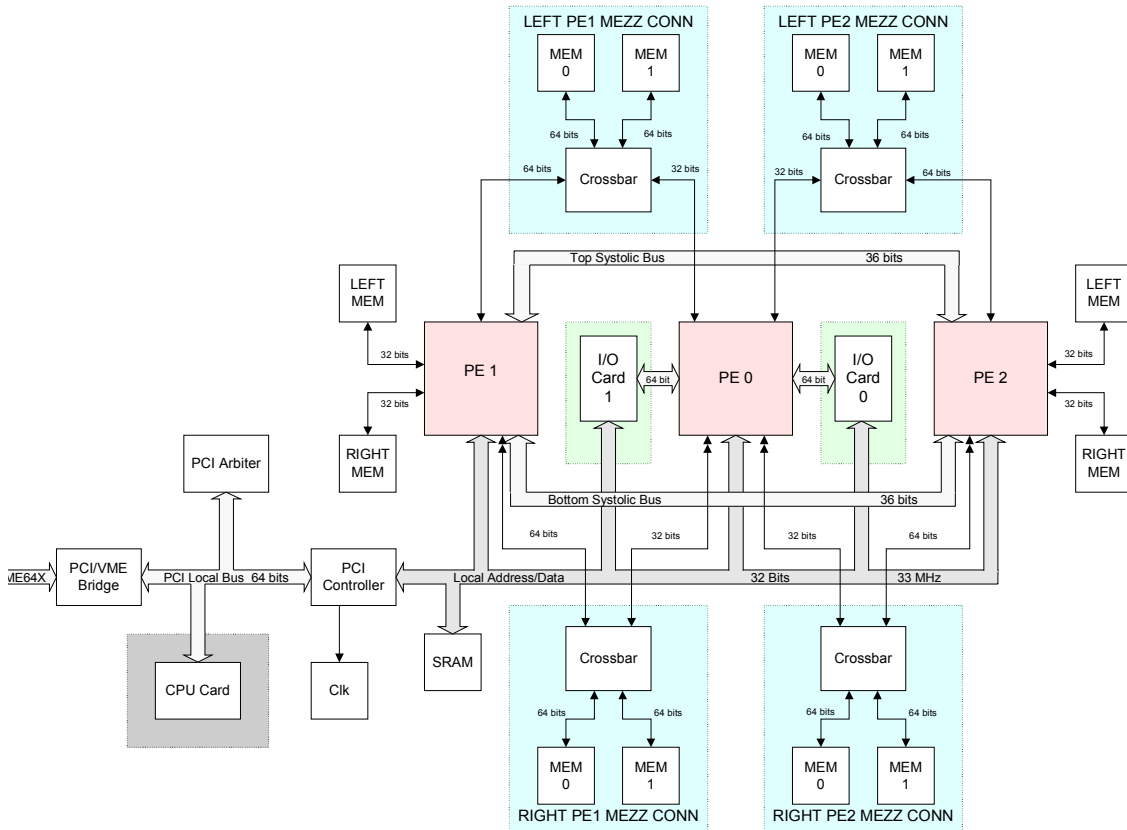 LEFT PE1 MEZZ CONN
LEFT PE2 MEZZ CONN
MEM
0
MEM
1
MEM
0
MEM
1
64 bits
64 bits
64 bits
64 bits
64 bits
Crossbar
32 bits
32 bits
Crossbar
64 bits
Top Systolic Bus
36 bits
LEFT
MEM
LEFT
MEM
32 bits
PE 1
I/O
Card
1
64 bit
PE 0
64 bit
I/O
Card
0
PE 2
32 bits
32 bits
32 bits
RIGHT
MEM
RIGHT
MEM
PCI Arbiter
Bottom Systolic Bus
36 bits
64 bits
32 bits
32 bits
64 bits
ME64X
PCI/VME
Bridge
PCI Local Bus
64 bits
PCI
Controller
Local Address/Data
32 Bits
33 MHz
CPU Card
Clk
SRAM
Crossbar
Crossbar
64 bits
64 bits
64 bits
64 bits
MEM
0
MEM
1
MEM
0
MEM
1
RIGHT PE1 MEZZ CONN
RIGHT PE2 MEZZ CONN